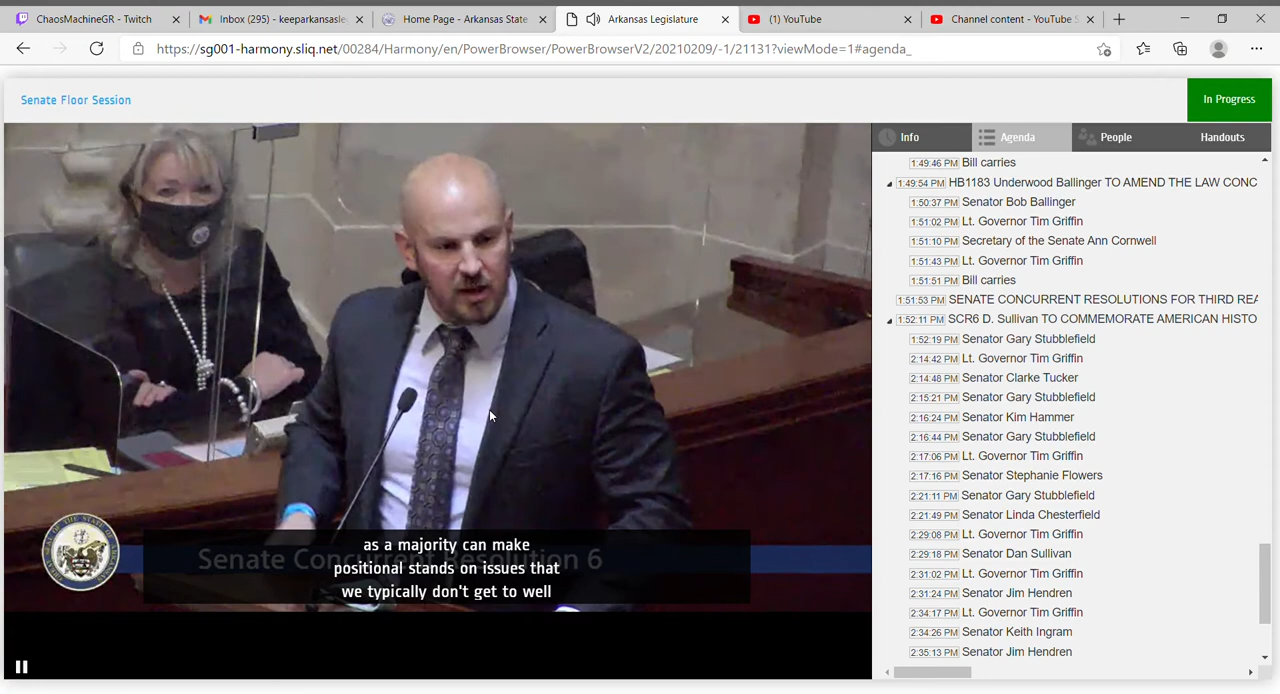 ChaosMachineGR - Twitch
Inbox (295) - keeparkansasle
Home Page - Arkansas State
Arkansas Legislature
(1) YouTube
Channel content - YouTube S
https://sg001-harmony.sliq.net/00284/Harmony/en/PowerBrowser/PowerBrowserV2/20210209/-1/21131?viewMode=1#agenda_
Senate Floor Session
In Progress
Info
Agenda
People
Handouts
1:49:46 PM Bill carries
1:49:54 PM HB1183 Underwood Ballinger TO AMEND THE LAW CONC
1:50:37 PM Senator Bob Ballinger
1:51:02 PM Lt. Governor Tim Griffin
1:51:10 PM Secretary of the Senate Ann Cornwell
1:51:43 PM Lt. Governor Tim Griffin
1:51:51 PM Bill carries
1:51:53 PM SENATE CONCURRENT RESOLUTIONS FOR THIRD REA
1:52:11 PM SCR6 D. Sullivan TO COMMEMORATE AMERICAN HISTO
1:52:19 PM Senator Gary Stubblefield
2:14:42 PM Lt. Governor Tim Griffin
2:14:48 PM Senator Clarke Tucker
2:15:21 PM Senator Gary Stubblefield
2:16:24 PM Senator Kim Hammer
2:16:44 PM Senator Gary Stubblefield
2:17:06 PM Lt. Governor Tim Griffin
2:17:16 PM Senator Stephanie Flowers
2:21:11 PM Senator Gary Stubblefield
2:21:49 PM Senator Linda Chesterfield
2:29:08 PM Lt. Governor Tim Griffin
2:29:18 PM Senator Dan Sullivan
2:31:02 PM Lt. Governor Tim Griffin
2:31:24 PM Senator Jim Hendren
2:34:17 PM Lt. Governor Tim Griffin
2:34:26 PM Senator Keith Ingram
2:35:13 PM Senator Jim Hendren
Senate Concurrent Resolution 6
as a majority can make
positional stands on issues that
we typically don't get to well